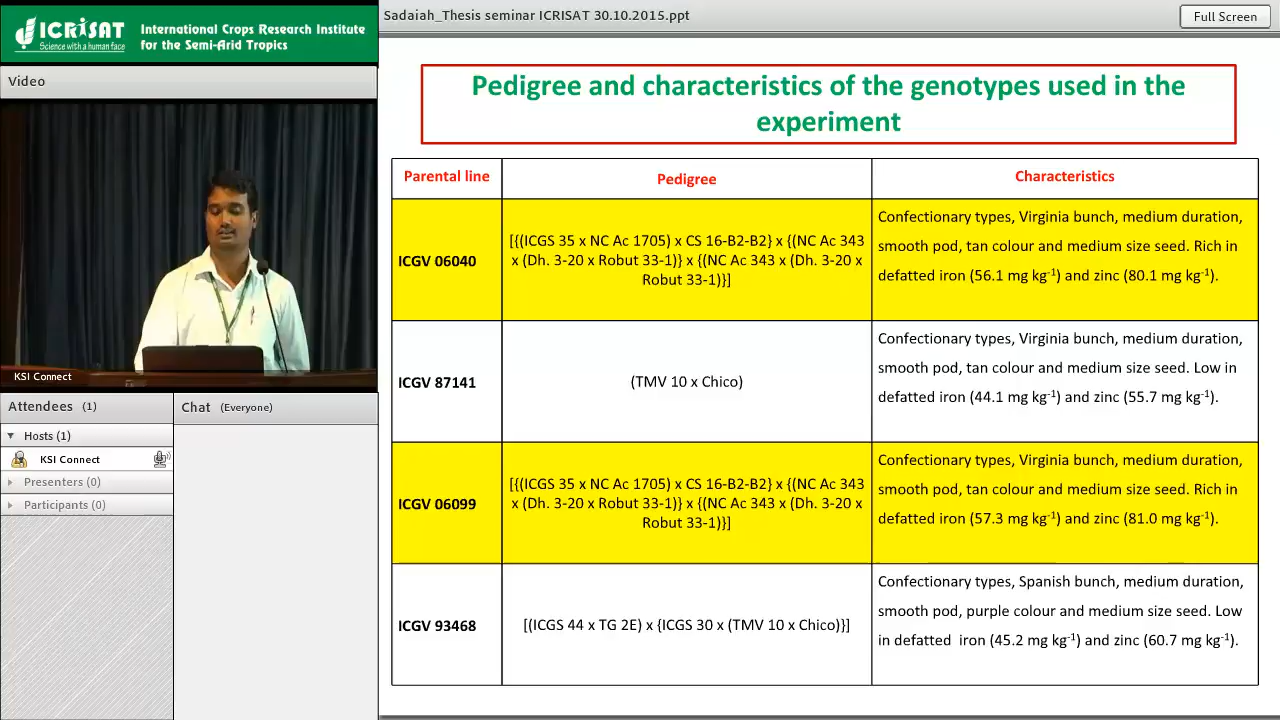 ICRISAT
Science with a human face
International Crops Research Institute
for the Semi-Arid Tropics
Sadaiah_Thesis seminar ICRISAT 30.10.2015.ppt
Full Screen
Video
KSI Connect
Attendees (1)
Hosts (1)
KSI Connect
Presenters (0)
Participants (0)
Chat (Everyone)
Pedigree and characteristics of the genotypes used in the
experiment
Parental line
Pedigree
Characteristics
ICGV 06040
[{(ICGS 35 x NC Ac 1705) x CS 16-B2-B2} x {(NC Ac 343
x (Dh. 3-20 x Robut 33-1)} x {(NC Ac 343 x (Dh. 3-20 x
Robut 33-1)}]
Confectionary types, Virginia bunch, medium duration,
smooth pod, tan colour and medium size seed. Rich in
defatted iron (56.1 mg kg⁻¹) and zinc (80.1 mg kg⁻¹).
ICGV 87141
(TMV 10 x Chico)
Confectionary types, Virginia bunch, medium duration,
smooth pod, tan colour and medium size seed. Low in
defatted iron (44.1 mg kg⁻¹) and zinc (55.7 mg kg⁻¹).
ICGV 06099
[{(ICGS 35 x NC Ac 1705) x CS 16-B2-B2} x {(NC Ac 343
x (Dh. 3-20 x Robut 33-1)} x {(NC Ac 343 x (Dh. 3-20 x
Robut 33-1)}]
Confectionary types, Virginia bunch, medium duration,
smooth pod, tan colour and medium size seed. Rich in
defatted iron (57.3 mg kg⁻¹) and zinc (81.0 mg kg⁻¹).
ICGV 93468
[(ICGS 44 x TG 2E) x {ICGS 30 x (TMV 10 x Chico)}]
Confectionary types, Spanish bunch, medium duration,
smooth pod, purple colour and medium size seed. Low
in defatted iron (45.2 mg kg⁻¹) and zinc (60.7 mg kg⁻¹).